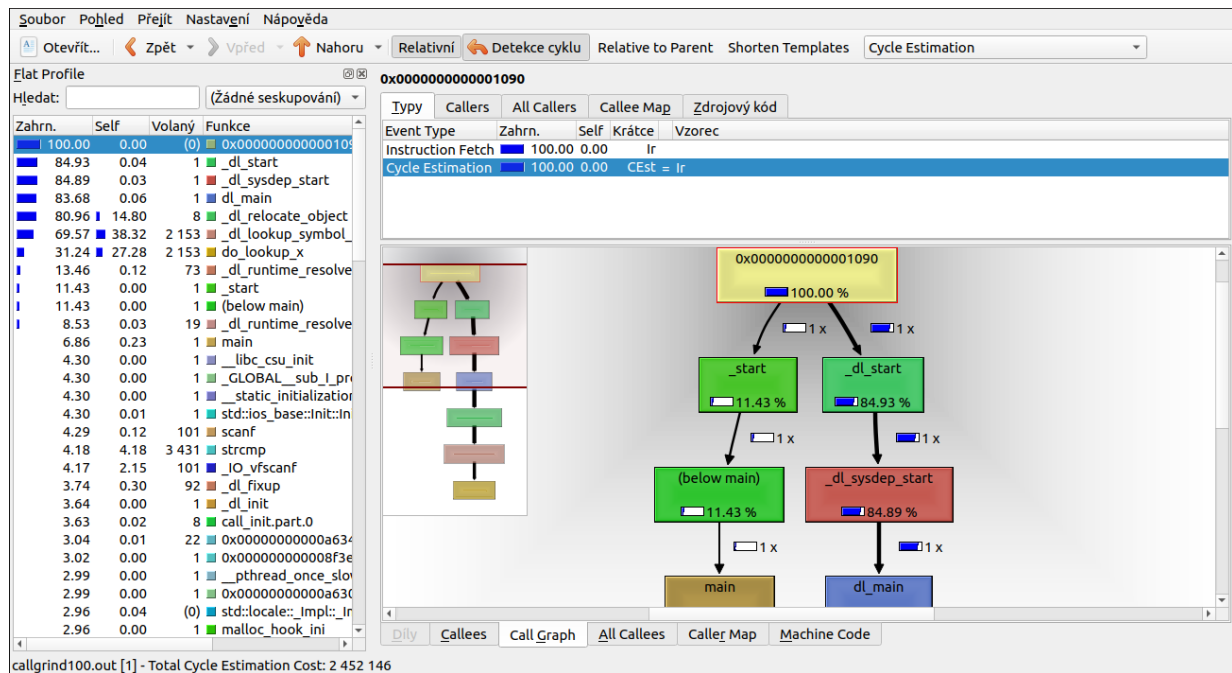 Soubor Pohled Přejít Nastavení Nápověda
Otevřít... Zpět Vpřed Nahoru Relativní Detekce cyklu Relative to Parent Shorten Templates Cycle Estimation
Flat Profile
Hledat: (Žádné seskupování)
Zahrn. Self Volaný Funkce
100.00 0.00 (0) 0x000000000000109
84.93 0.04 1 _dl_start
84.89 0.03 1 _dl_sysdep_start
83.68 0.06 1 dl_main
80.96 14.80 8 _dl_relocate_object
69.57 38.32 2 153 _dl_lookup_symbol_
31.24 27.28 2 153 do_lookup_x
13.46 0.12 73 _dl_runtime_resolve
11.43 0.00 1 _start
11.43 0.00 1 (below main)
8.53 0.03 19 _dl_runtime_resolve
6.86 0.23 1 main
4.30 0.00 1 __libc_csu_init
4.30 0.00 1 _GLOBAL__sub_I_pr
4.30 0.00 1 __static_initialization
4.30 0.01 1 std::ios_base::Init::In
4.29 0.12 101 scanf
4.18 4.18 3 431 strcmp
4.17 2.15 101 _IO_vfscanf
3.74 0.30 92 _dl_fixup
3.64 0.00 1 _dl_init
3.63 0.02 8 call_init.part.0
3.04 0.01 22 0x00000000000a634
3.02 0.00 1 0x000000000008f3e
2.99 0.00 1 __pthread_once_slo
2.99 0.00 1 0x00000000000a630
2.96 0.04 (0) std::locale::_Impl::_Ir
2.96 0.00 1 malloc_hook_ini
0x0000000000001090
Typy Callers All Callers Callee Map Zdrojový kód
Event Type Zahrn. Self Krátce Vzorec
Instruction Fetch 100.00 0.00 Ir
Cycle Estimation 100.00 0.00 CEst = Ir
0x0000000000001090
100.00 %
1 x 1 x
_start _dl_start
11.43 % 84.93 %
1 x 1 x
(below main) _dl_sysdep_start
11.43 % 84.89 %
1 x 1 x
main dl_main
Díly Callees Call Graph All Callees Caller Map Machine Code
callgrind100.out [1] - Total Cycle Estimation Cost: 2 452 146